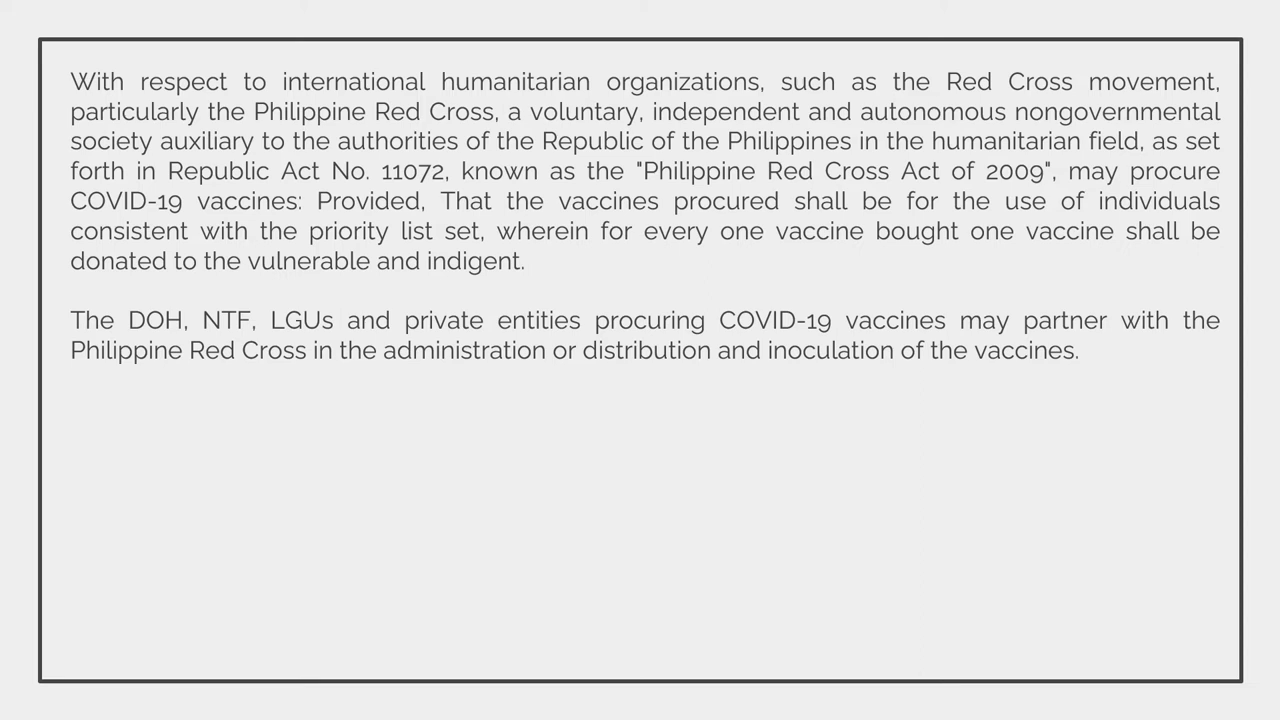 With respect to international humanitarian organizations, such as the Red Cross movement,
particularly the Philippine Red Cross, a voluntary, independent and autonomous nongovernmental
society auxiliary to the authorities of the Republic of the Philippines in the humanitarian field, as set
forth in Republic Act No. 11072, known as the "Philippine Red Cross Act of 2009", may procure
COVID-19 vaccines: Provided, That the vaccines procured shall be for the use of individuals
consistent with the priority list set, wherein for every one vaccine bought one vaccine shall be
donated to the vulnerable and indigent.
The DOH, NTF, LGUs and private entities procuring COVID-19 vaccines may partner with the
Philippine Red Cross in the administration or distribution and inoculation of the vaccines.